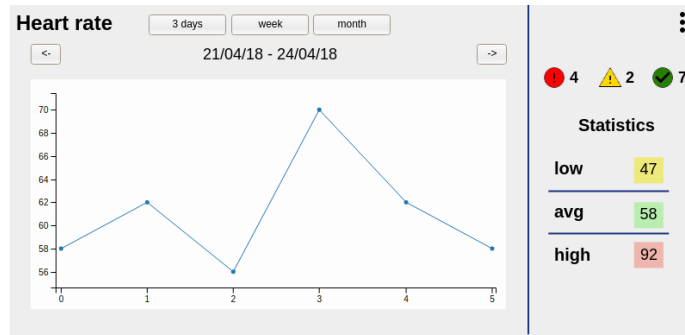 Heart rate
3 days
week
month
<-
21/04/18 - 24/04/18
->
70
68
66
64
62
60
58
56
0 1 2 3 4 5
! 4
! 2
7
Statistics
low 47
avg 58
high 92